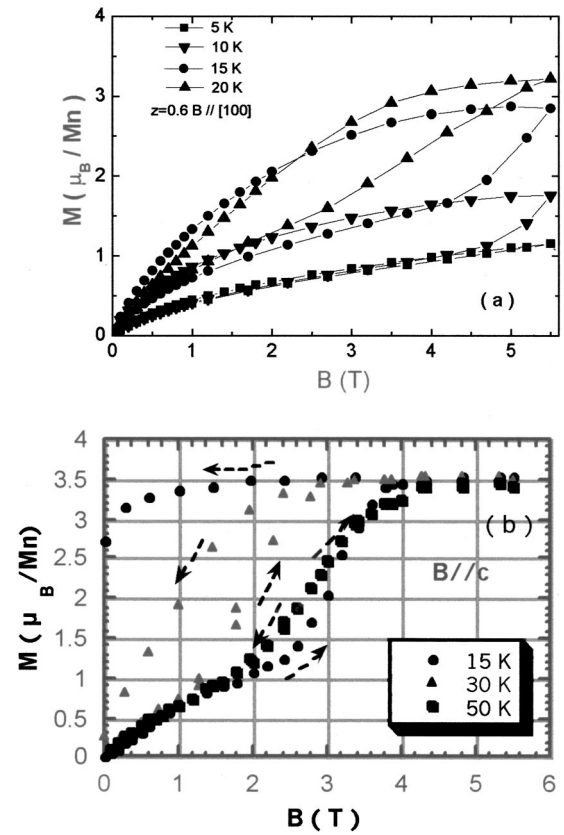 4
5 K
10 K
15 K
20 K
z=0.6 B // [100]
3
2
1
0
M ( μB / Mn )
(a)
0 1 2 3 4 5
B (T)
4
3.5
3
2.5
2
1.5
1
0.5
0
M ( μB /Mn)
(b)
B//c
15 K
30 K
50 K
0 1 2 3 4 5 6
B(T)